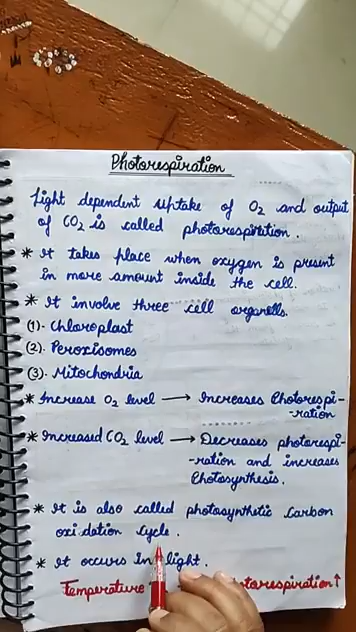 Photorespiration
Light dependent uptake of O2 and output
of CO2 is called photorespiration.
* It takes place when oxygen is present
in more amount inside the cell.
* It involve three cell organells.
(1). Chloroplast
(2). Peroxisomes
(3). Mitochondria
* Increase O2 level → Increases Photorespi-
-ration
* Increased CO2 level → Decreases photorespi-
-ration and increases
Photosynthesis.
* It is also called photosynthetic Carbon
oxidation cycle.
* It occurs in light.
Temperature photorespiration↑